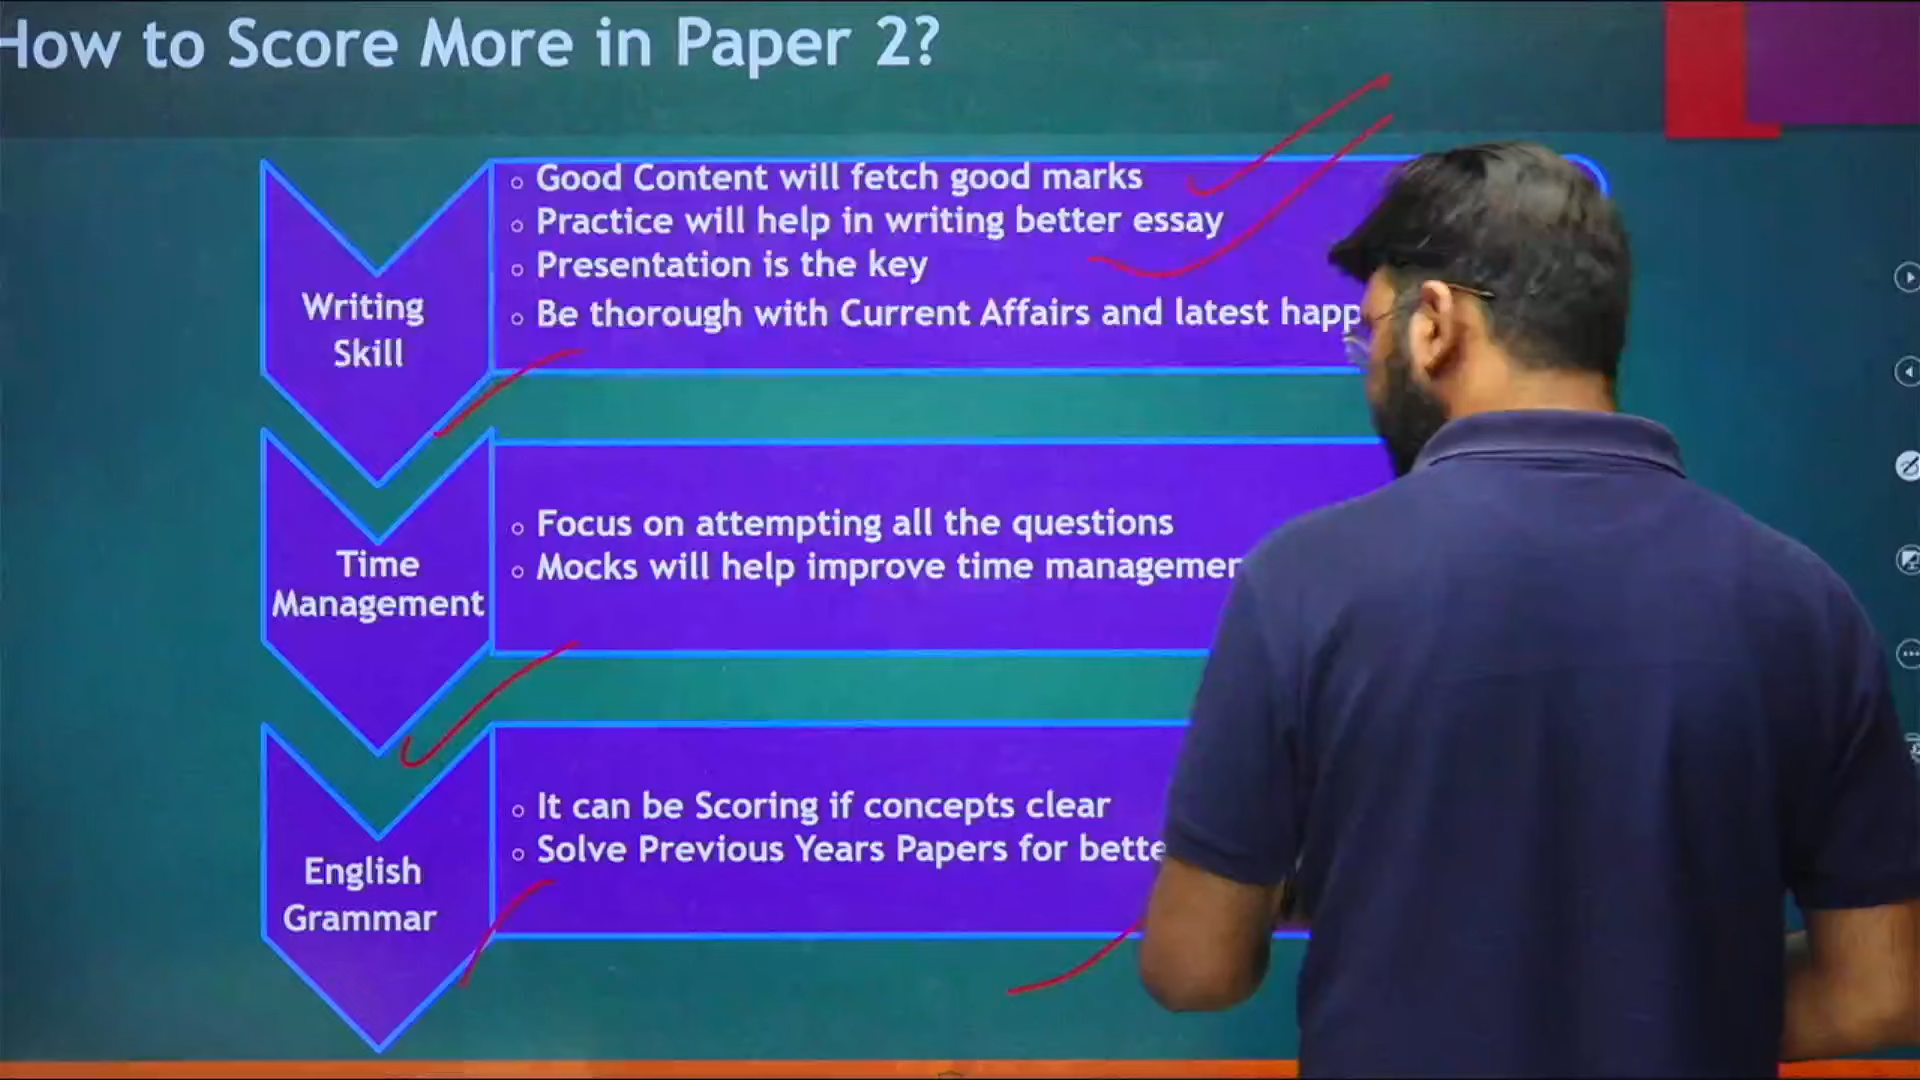 How to Score More in Paper 2?
Writing
Skill
Good Content will fetch good marks
Practice will help in writing better essay
Presentation is the key
Be thorough with Current Affairs and latest
Time
Management
Focus on attempting all the questions
Mocks will help improve time
English
Grammar
It can be Scoring if concepts clear
Solve Previous Years Papers for